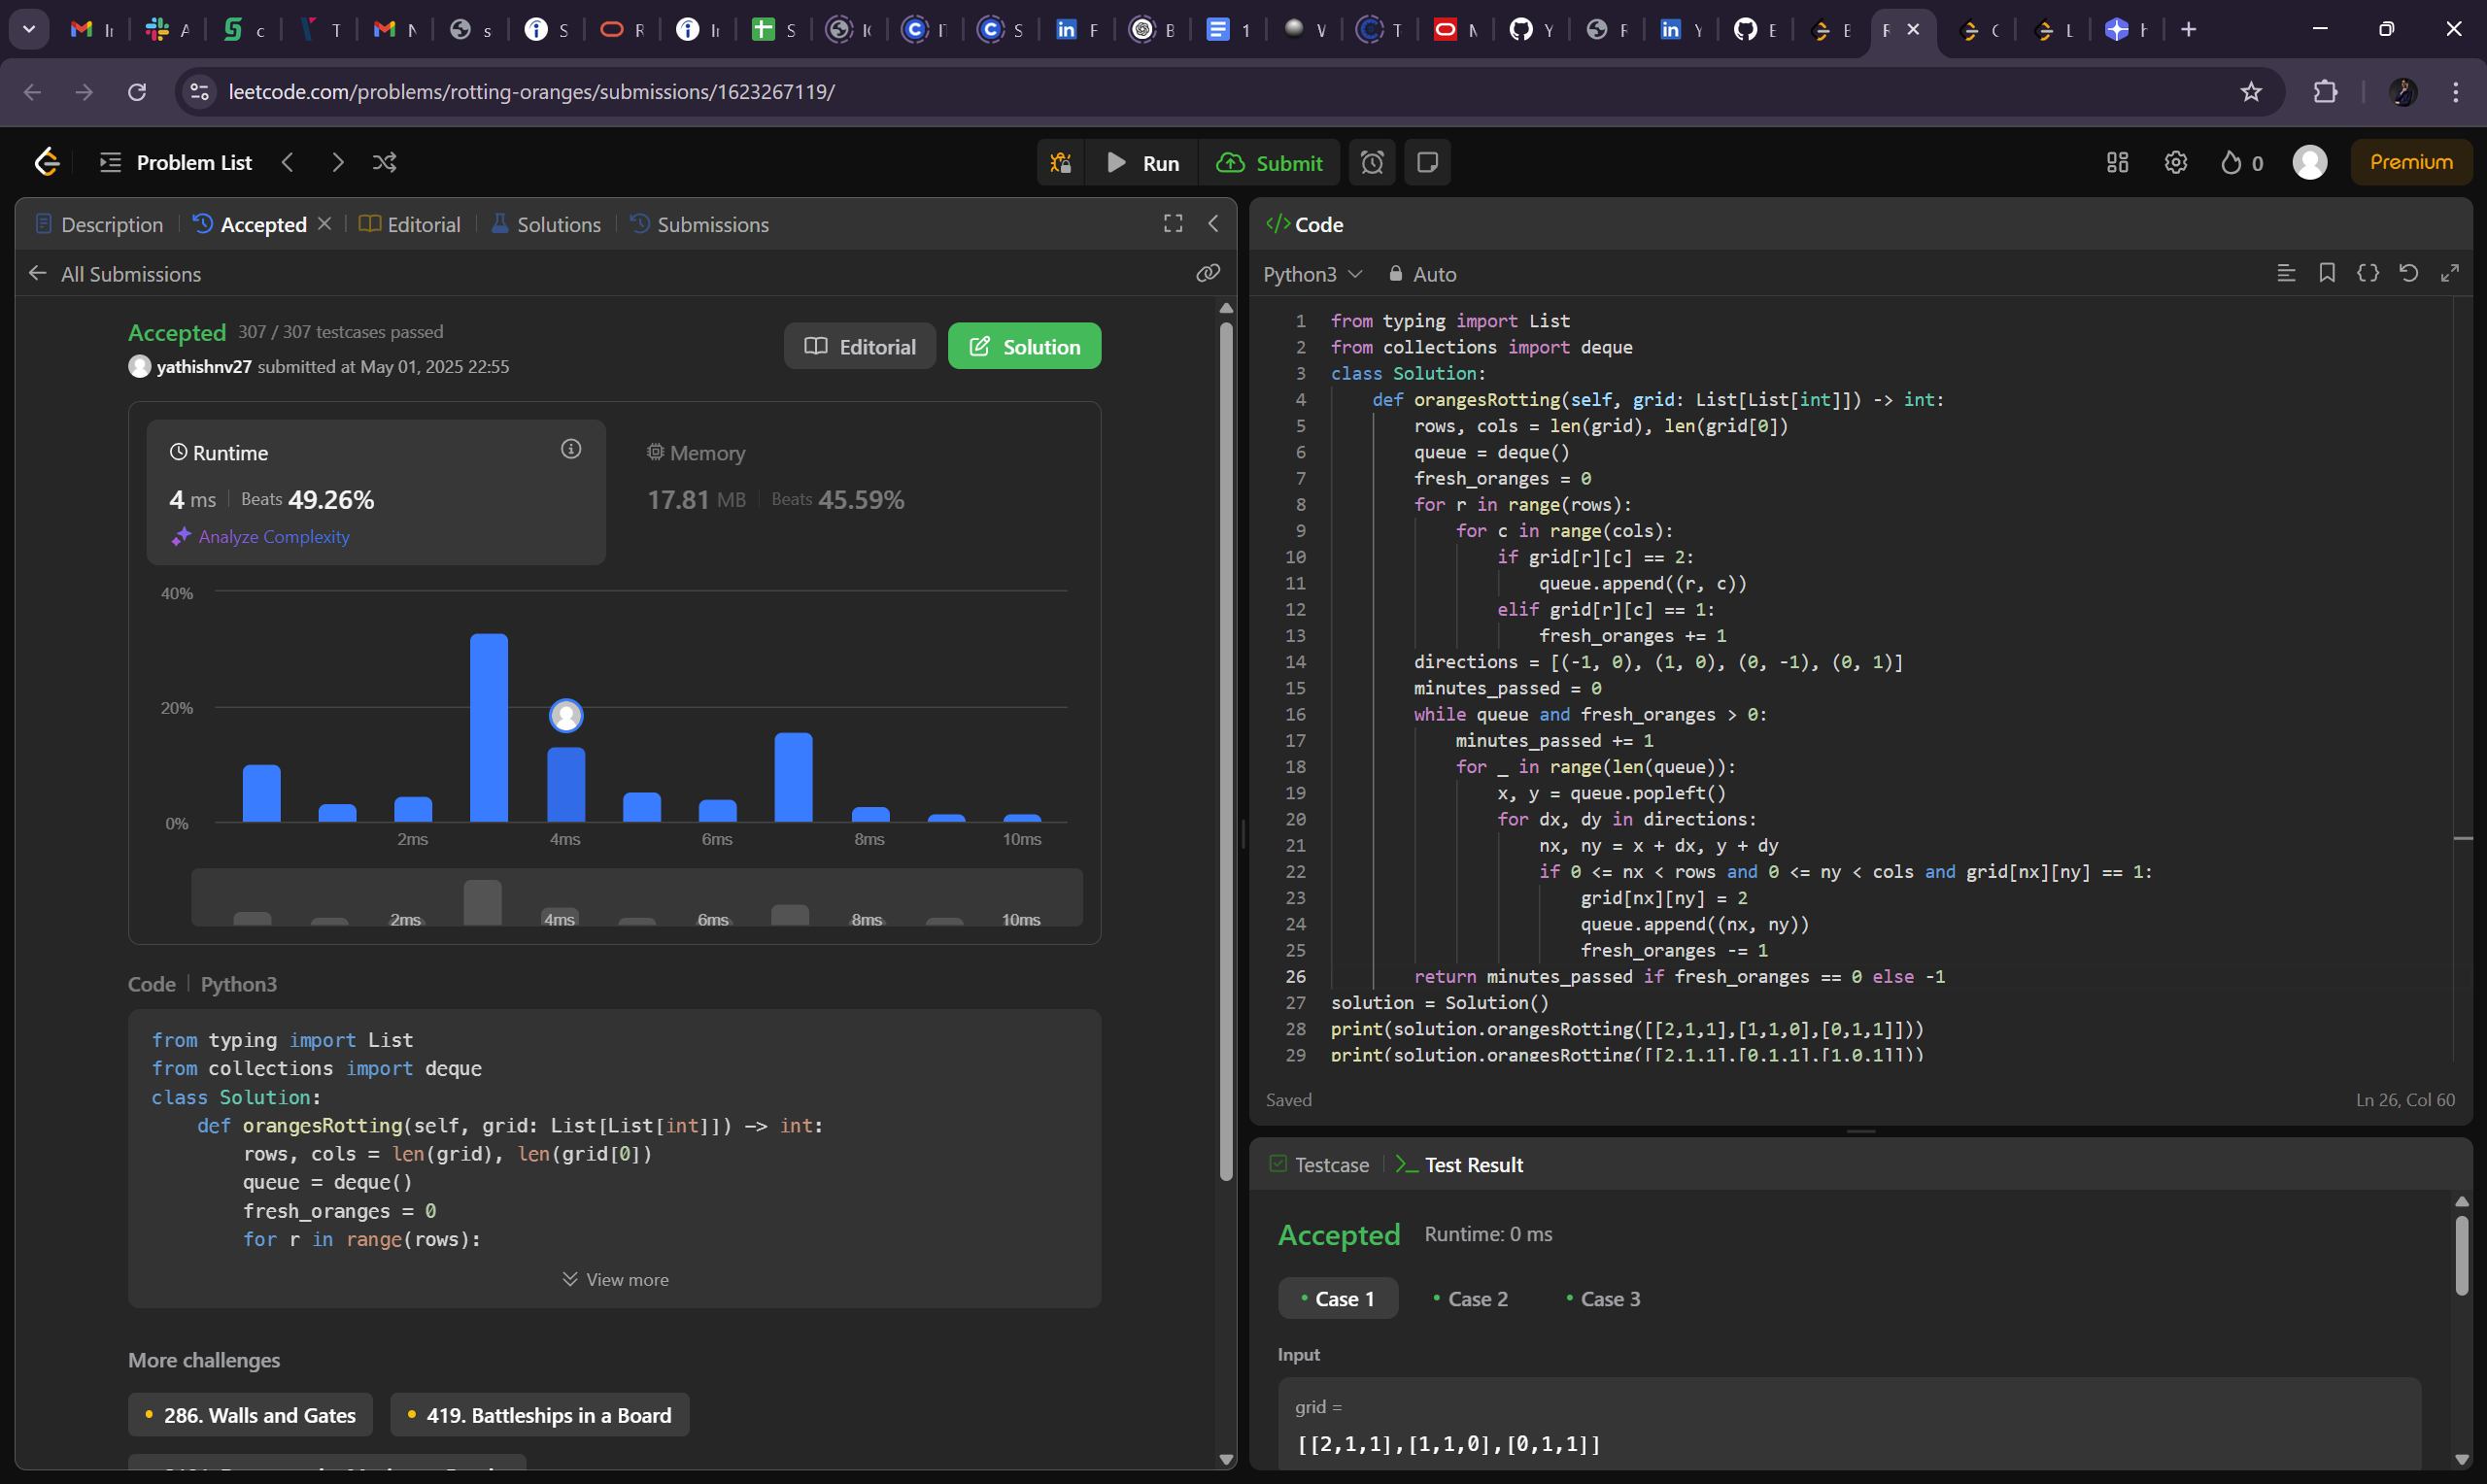 leetcode.com/problems/rotting-oranges/submissions/1623267119/
Problem List
Run
Submit
0
Premium
Description
Accepted
Editorial
Solutions
Submissions
All Submissions
Accepted 307 / 307 testcases passed
yathishnv27 submitted at May 01, 2025 22:55
Editorial
Solution
Runtime
4 ms Beats 49.26%
Analyze Complexity
Memory
17.81 MB Beats 45.59%
40%
20%
0%
2ms 4ms 6ms 8ms 10ms
2ms 4ms 6ms 8ms 10ms
Code Python3
from typing import List
from collections import deque
class Solution:
    def orangesRotting(self, grid: List[List[int]]) -> int:
        rows, cols = len(grid), len(grid[0])
        queue = deque()
        fresh_oranges = 0
        for r in range(rows):
View more
More challenges
286. Walls and Gates
419. Battleships in a Board
Code
Python3
Auto
1 from typing import List
2 from collections import deque
3 class Solution:
4     def orangesRotting(self, grid: List[List[int]]) -> int:
5         rows, cols = len(grid), len(grid[0])
6         queue = deque()
7         fresh_oranges = 0
8         for r in range(rows):
9             for c in range(cols):
10                 if grid[r][c] == 2:
11                     queue.append((r, c))
12                 elif grid[r][c] == 1:
13                     fresh_oranges += 1
14         directions = [(-1, 0), (1, 0), (0, -1), (0, 1)]
15         minutes_passed = 0
16         while queue and fresh_oranges > 0:
17             minutes_passed += 1
18             for _ in range(len(queue)):
19                 x, y = queue.popleft()
20                 for dx, dy in directions:
21                     nx, ny = x + dx, y + dy
22                     if 0 <= nx < rows and 0 <= ny < cols and grid[nx][ny] == 1:
23                         grid[nx][ny] = 2
24                         queue.append((nx, ny))
25                         fresh_oranges -= 1
26         return minutes_passed if fresh_oranges == 0 else -1
27 solution = Solution()
28 print(solution.orangesRotting([[2,1,1],[1,1,0],[0,1,1]]))
29 print(solution.orangesRotting([[2,1,1],[0,1,1],[1,0,1]]))
Saved
Ln 26, Col 60
Testcase
Test Result
Accepted Runtime: 0 ms
Case 1
Case 2
Case 3
Input
grid =
[[2,1,1],[1,1,0],[0,1,1]]